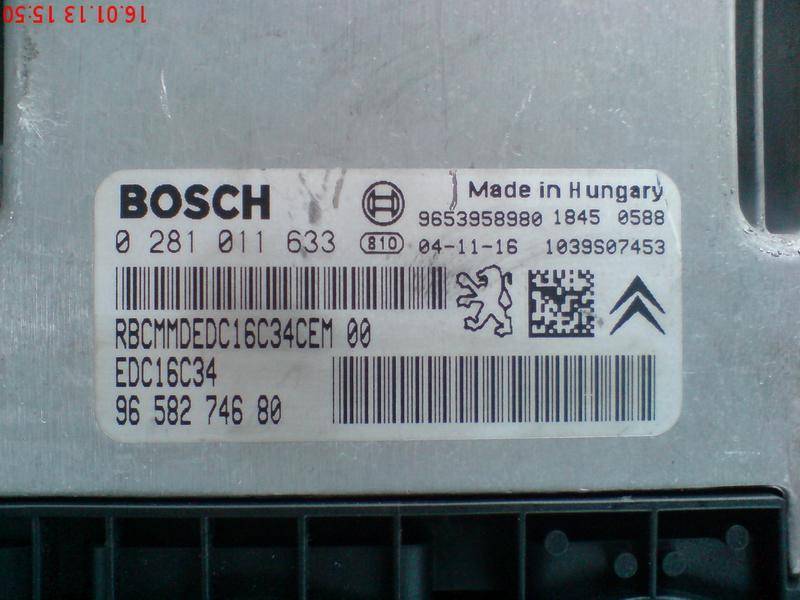 16.01.13 15:50
BOSCH
Made in Hungary
9653958980 1845 0588
0 281 011 633
810
04-11-16 1039S07453
RBCMMDEDC16C34CEM 00
EDC16C34
96 582 746 80